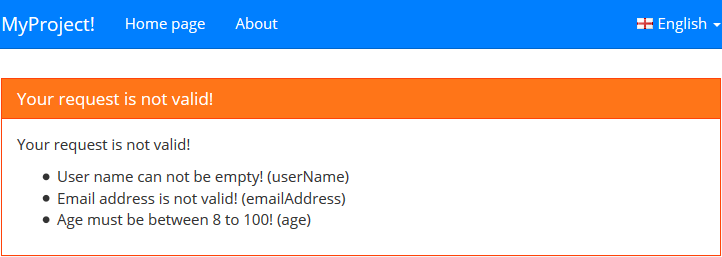 MyProject! Home page About English
Your request is not valid!
Your request is not valid!
User name can not be empty! (userName)
Email address is not valid! (emailAddress)
Age must be between 8 to 100! (age)